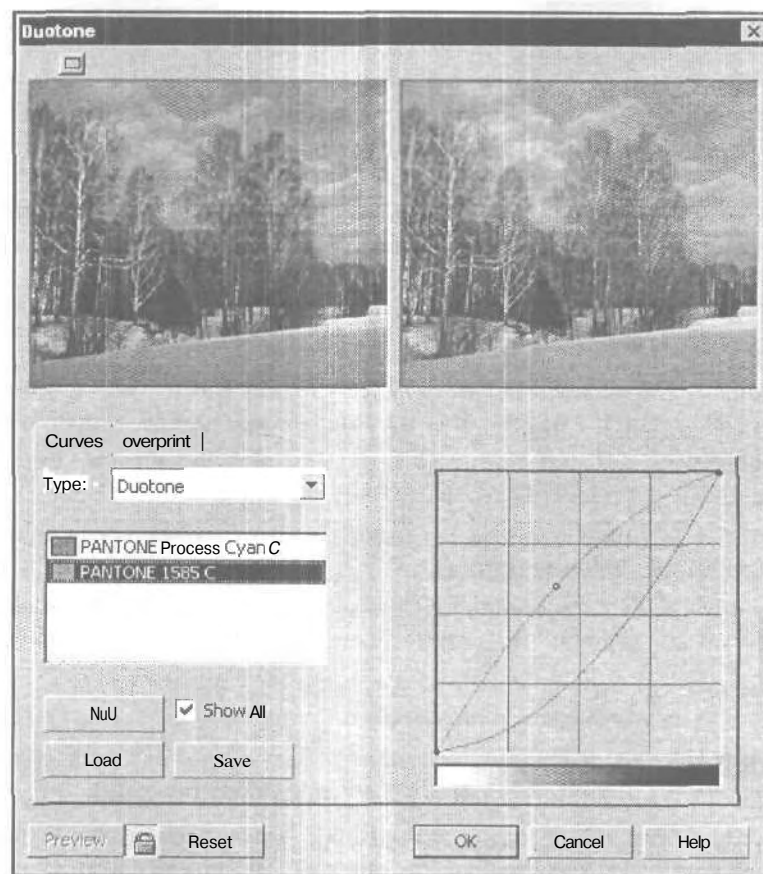 Duotone
Curves overprint
Type: Duotone
PANTONE Process Cyan C
PANTONE 1585 C
NuU
Show All
Load
Save
Preview
Reset
OK
Cancel
Help